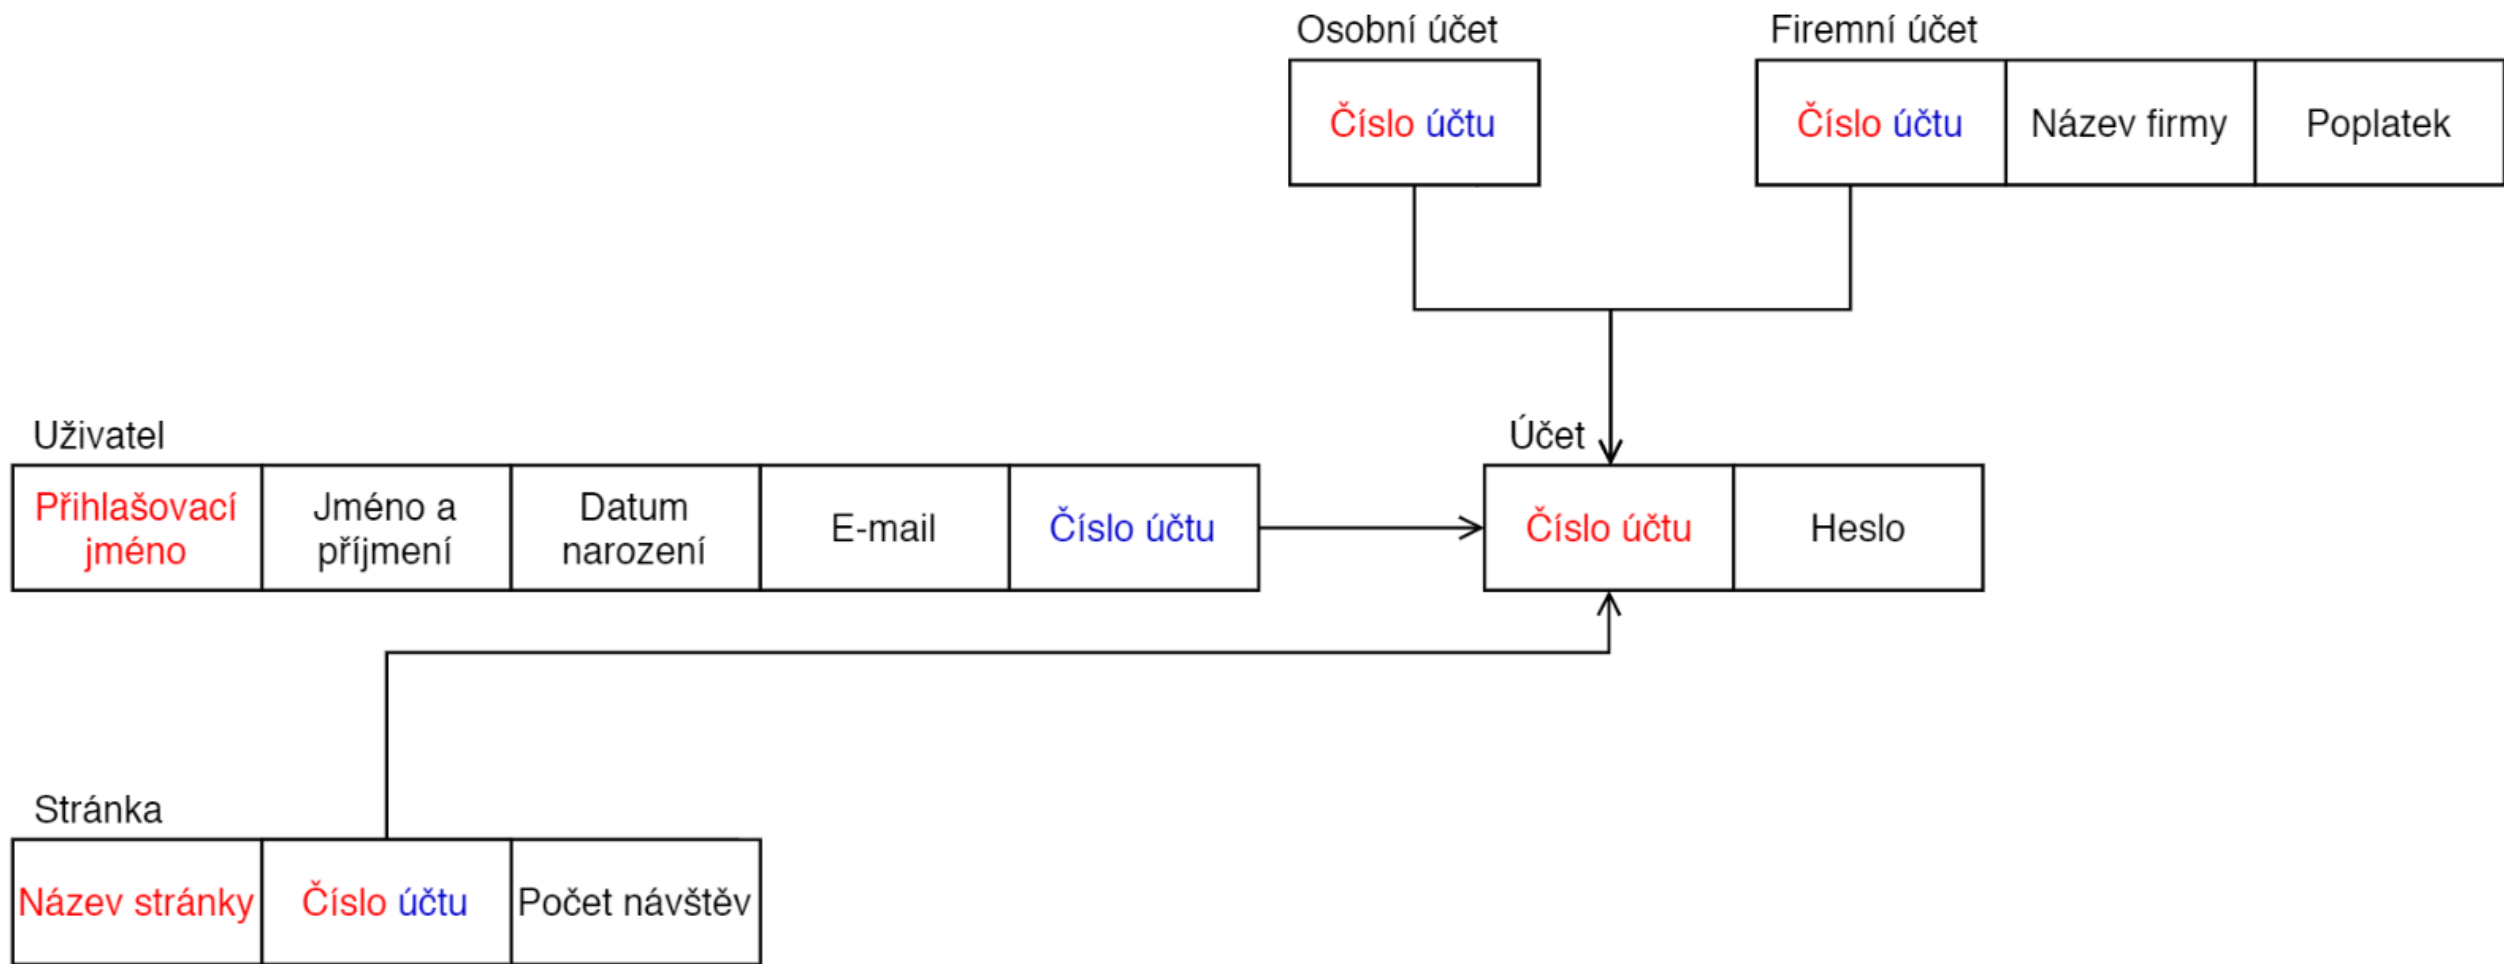 Osobní účet
Firemní účet
Číslo účtu
Číslo účtu
Název firmy
Poplatek
Uživatel
Účet
Přihlašovací
jméno
Jméno a
příjmení
Datum
narození
E-mail
Číslo účtu
Číslo účtu
Heslo
Stránka
Název stránky
Číslo účtu
Počet návštěv